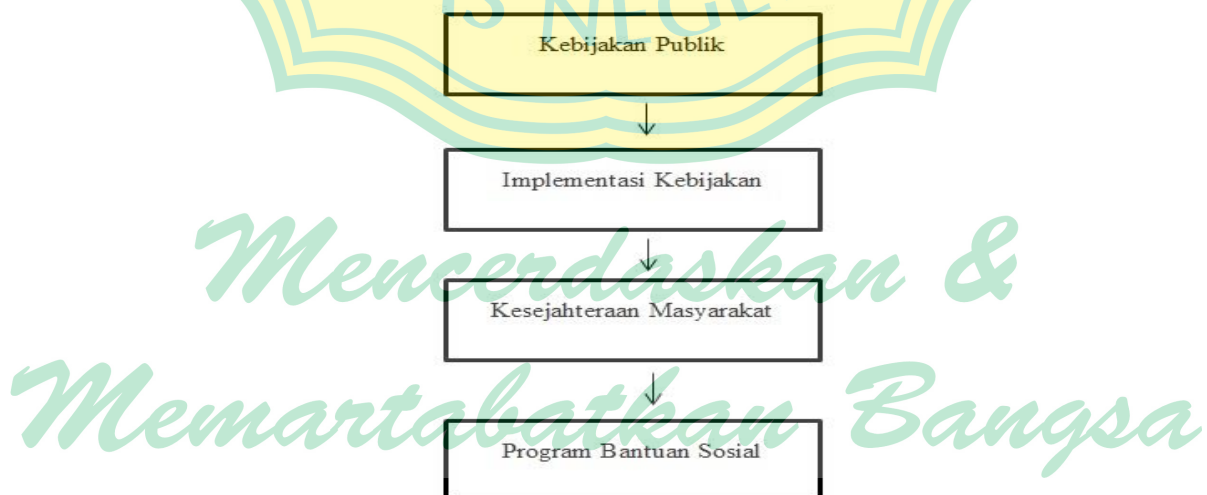 Kebijakan Publik
Implementasi Kebijakan
Mencerdaskan &
Kesejahteraan Masyarakat
Memartabatkan Bangsa
Program Bantuan Sosial